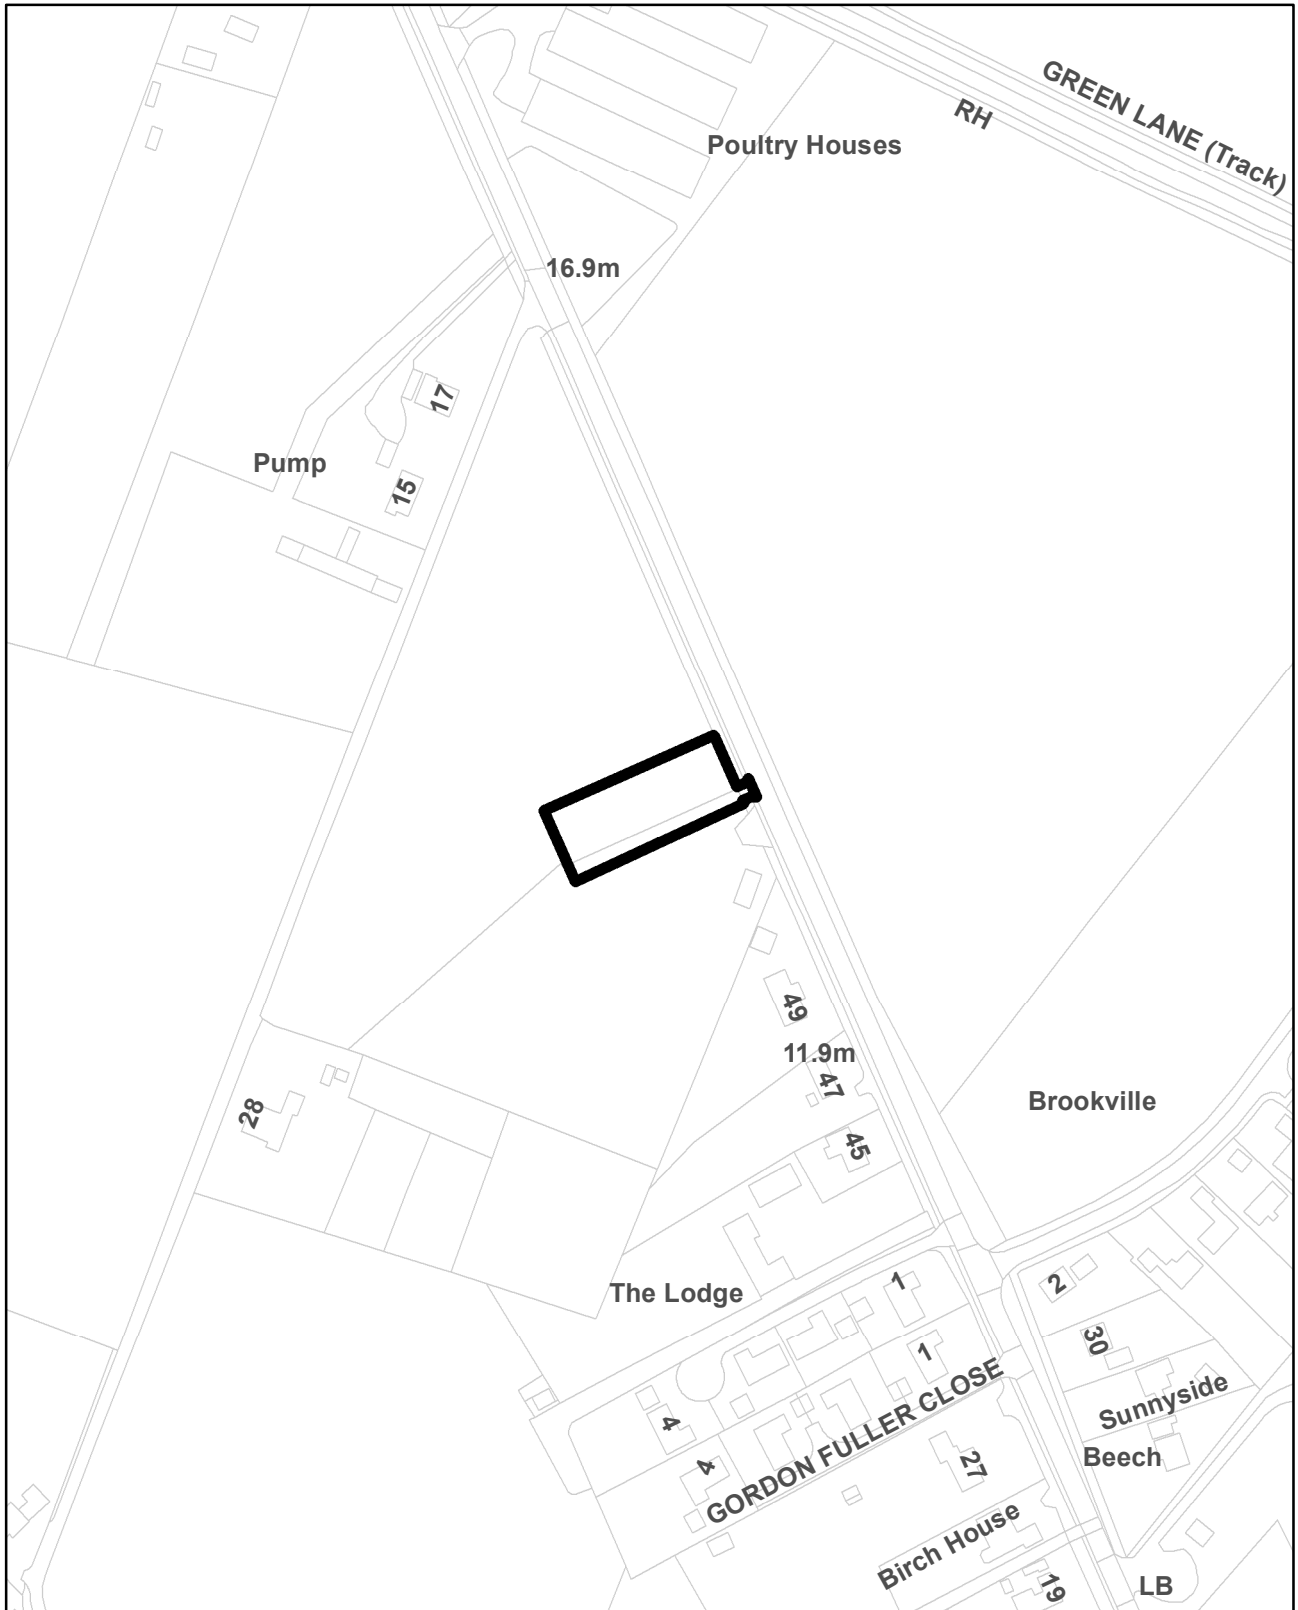 GREEN LANE (Track)
RH
Poultry Houses
16.9m
17
Pump
15
49
11.9m
47
Brookville
28
45
The Lodge
1
2
30
1
Sunnyside
4
GORDON FULLER CLOSE
Beech
4
27
Birch House
19
LB